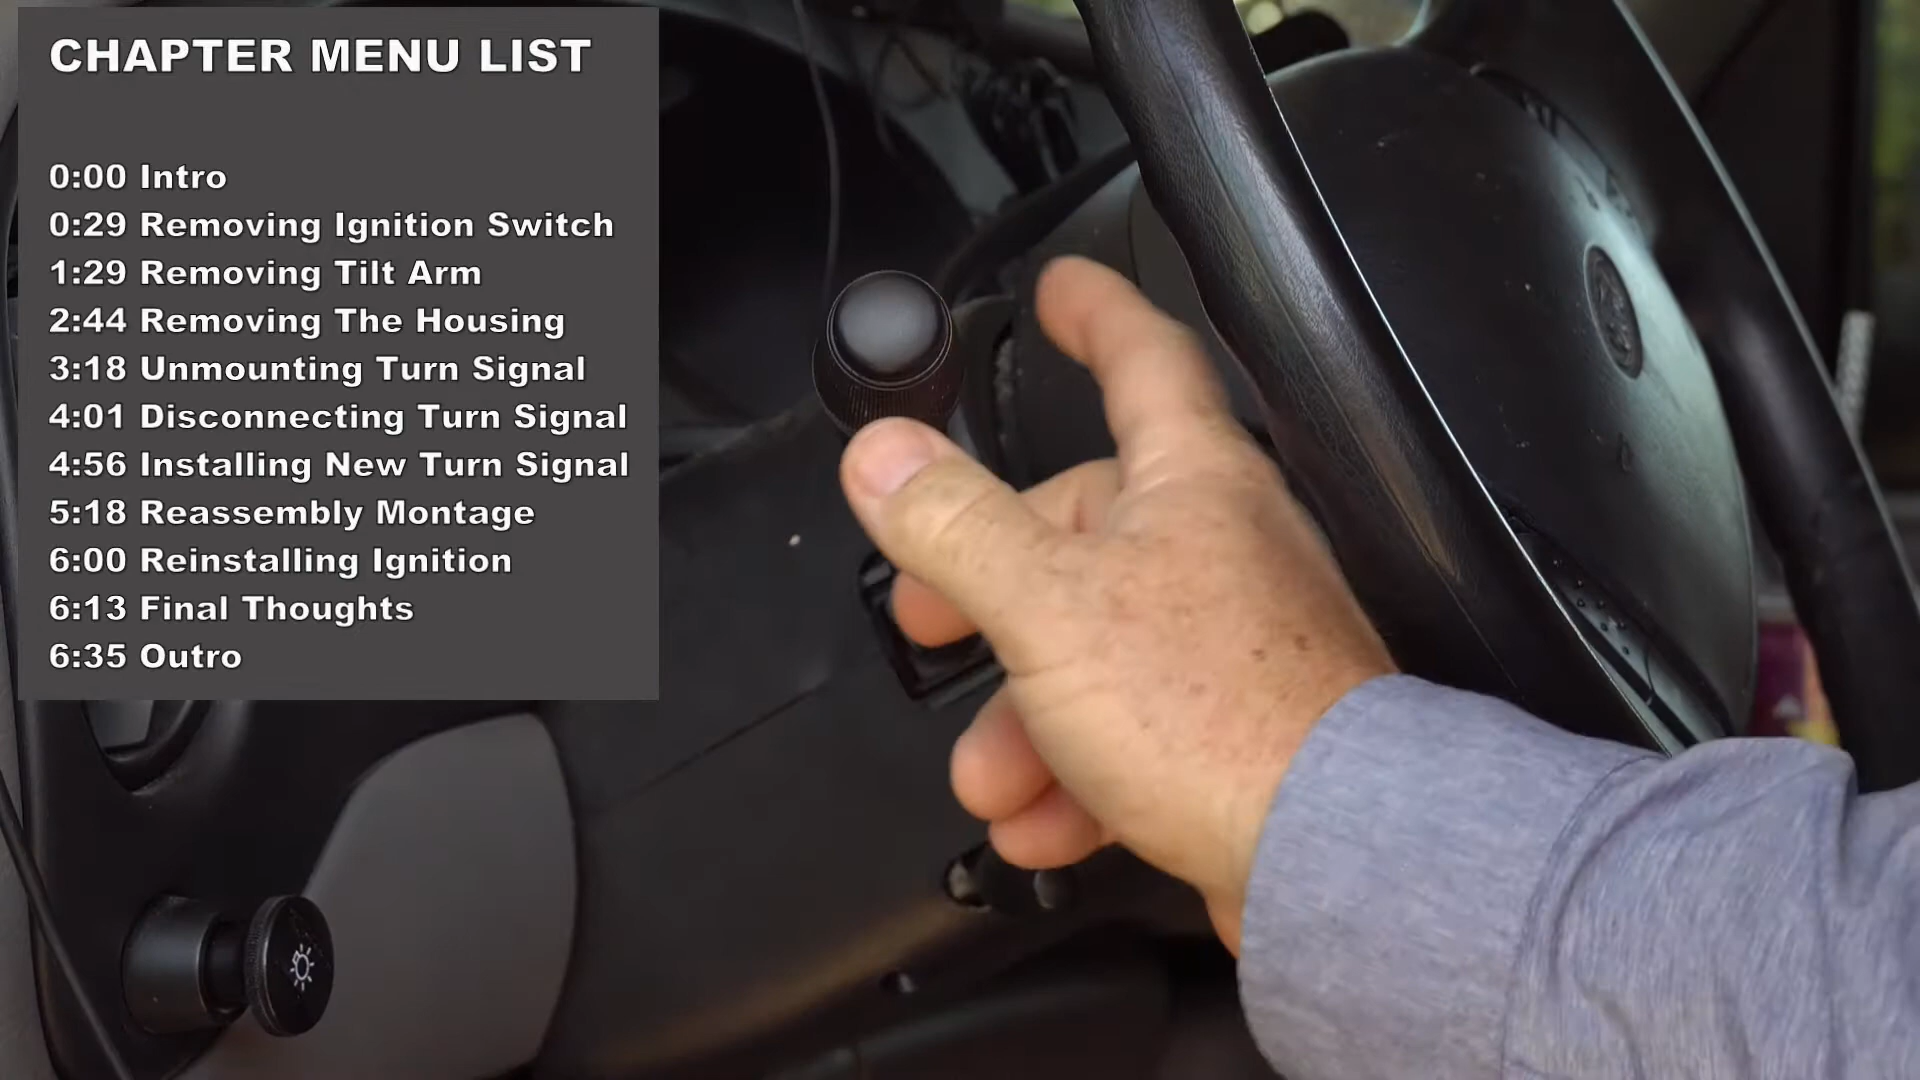 CHAPTER MENU LIST
0:00 Intro
0:29 Removing Ignition Switch
1:29 Removing Tilt Arm
2:44 Removing The Housing
3:18 Unmounting Turn Signal
4:01 Disconnecting Turn Signal
4:56 Installing New Turn Signal
5:18 Reassembly Montage
6:00 Reinstalling Ignition
6:13 Final Thoughts
6:35 Outro